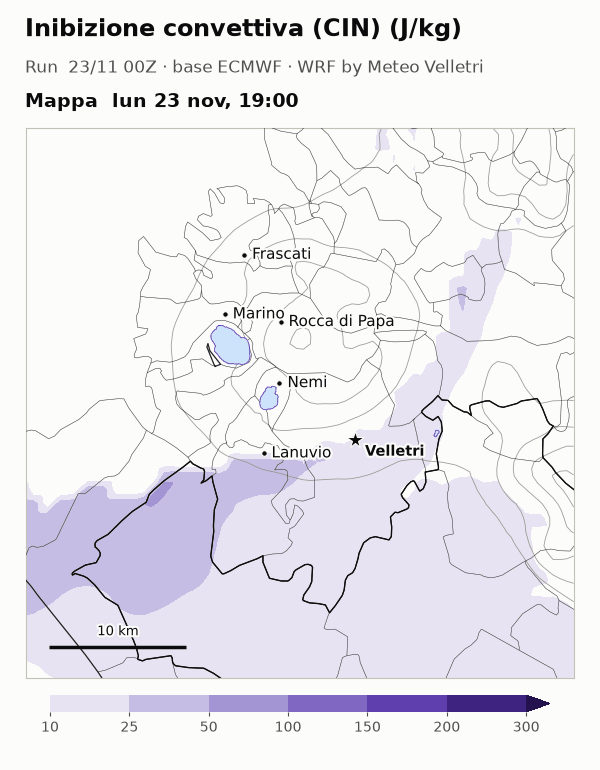 Inibizione convettiva (CIN) (J/kg)
Run  23/11 00Z · base ECMWF · WRF by Meteo Velletri
Mappa  lun 23 nov, 19:00
Frascati
Marino
Rocca di Papa
Nemi
Velletri
Lanuvio
10 km
10 25 50 100 150 200 300